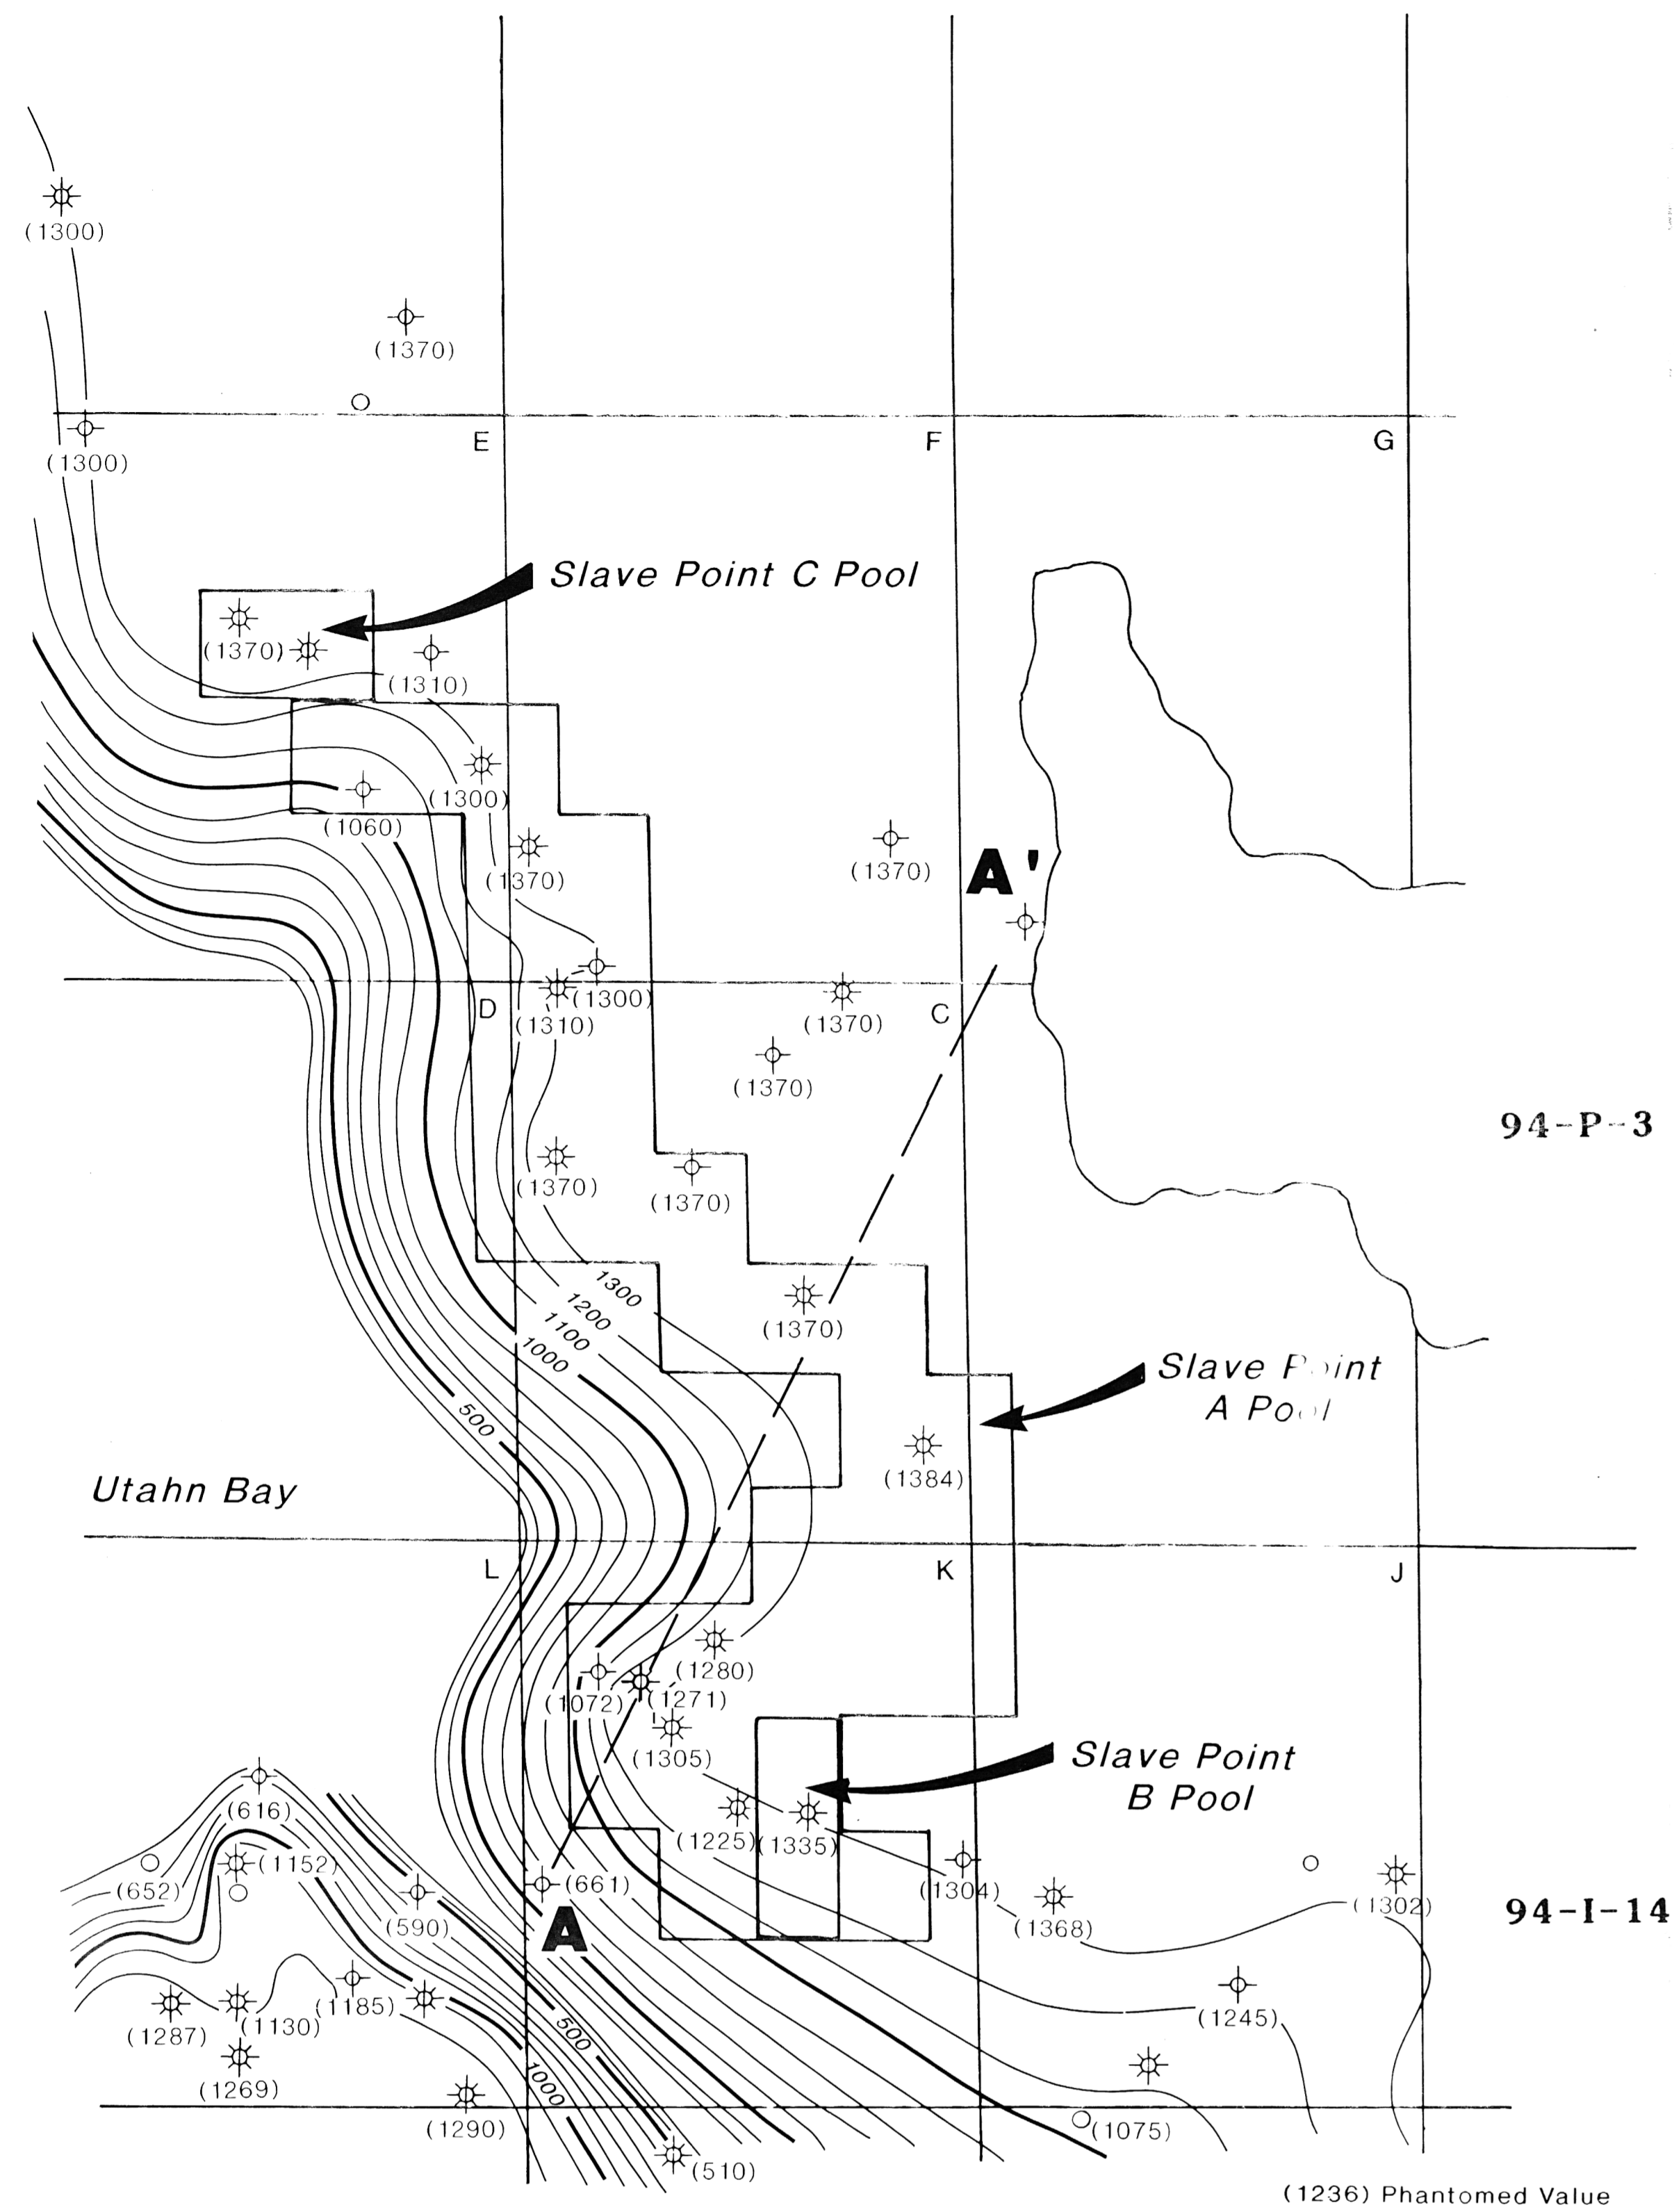 (1300)
(1370)
E
F
G
(1300)
Slave Point C Pool
(1370)
(1310)
(1300)
(1060)
(1370)
(1370)
A'
D
(1300)
(1310)
C
(1370)
(1370)
94-P-3
(1370)
(1370)
1300
1200
1100
1000
(1370)
Slave Point
A Pool
500
(1384)
Utahn Bay
L
K
J
(1280)
(1072)
(1271)
(1305)
Slave Point
B Pool
(616)
(1225)
(1335)
(1152)
(652)
(661)
(1304)
(1302)
94-I-14
(590)
A
(1368)
(1185)
(1287)
(1130)
(1245)
500
(1269)
1000
(1290)
(1075)
(510)
(1236) Phantomed Value